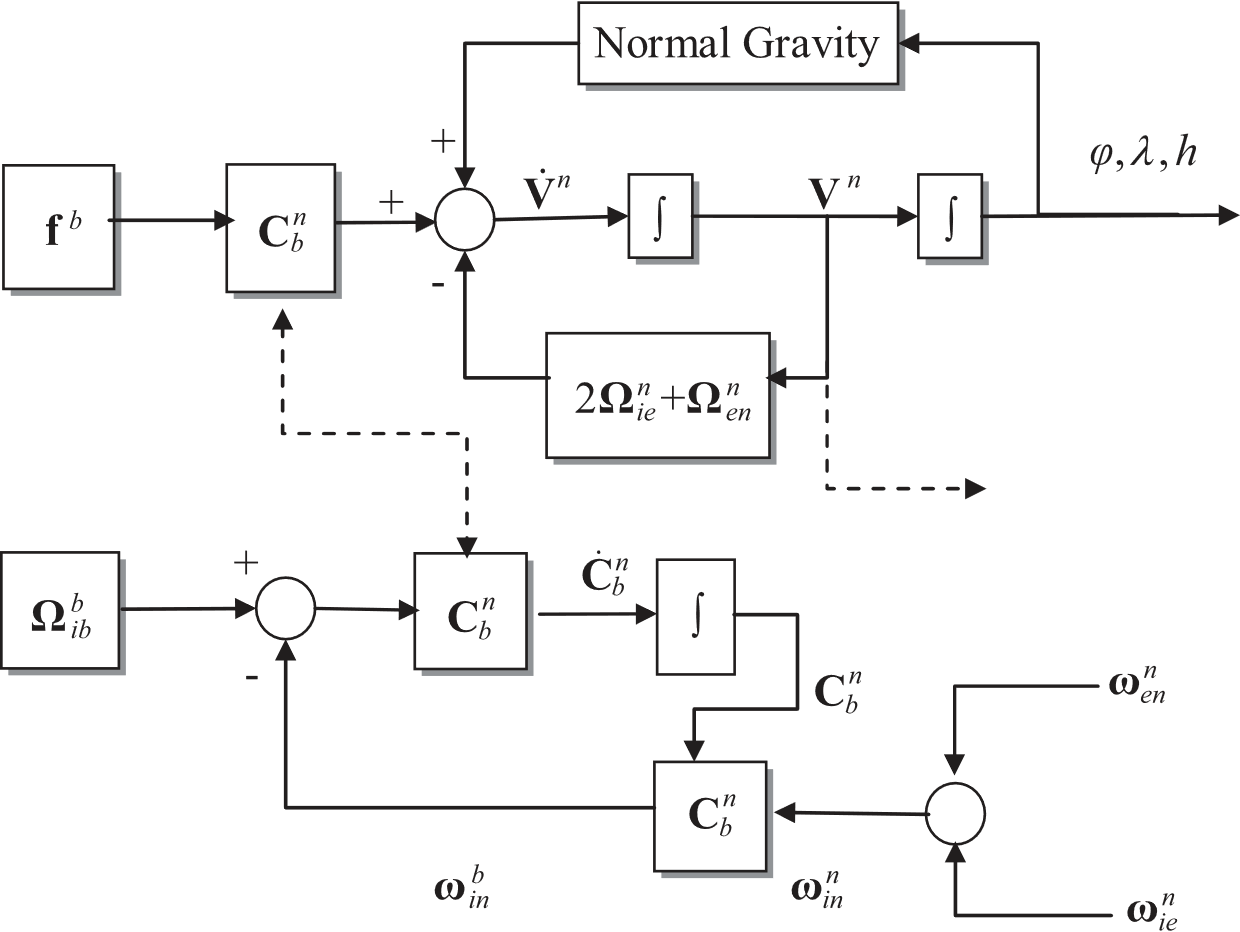 Normal Gravity
φ, λ, h
+
f^b
C_b^n
+
V̇^n
∫
V^n
∫
-
2Ω_ie^n+Ω_en^n
+
Ω_ib^b
C_b^n
Ċ_b^n
∫
-
C_b^n
ω_en^n
C_b^n
ω_in^b
ω_in^n
ω_ie^n